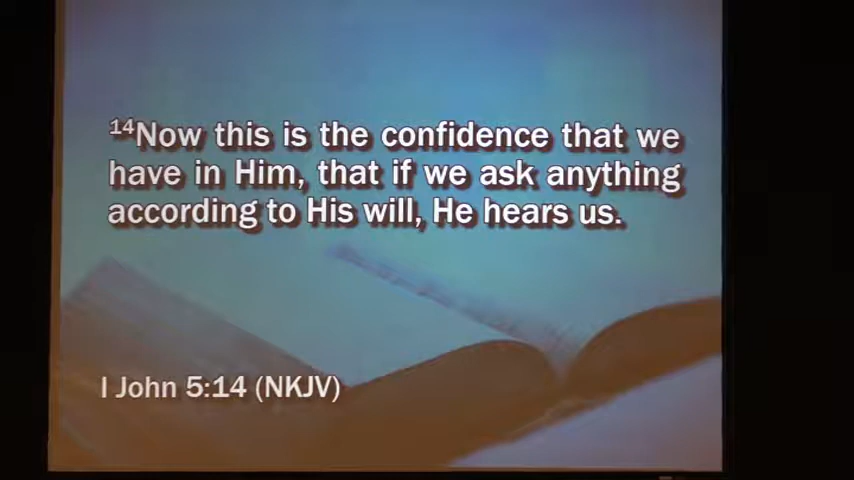 14Now this is the confidence that we
have in Him, that if we ask anything
according to His will, He hears us.
I John 5:14 (NKJV)